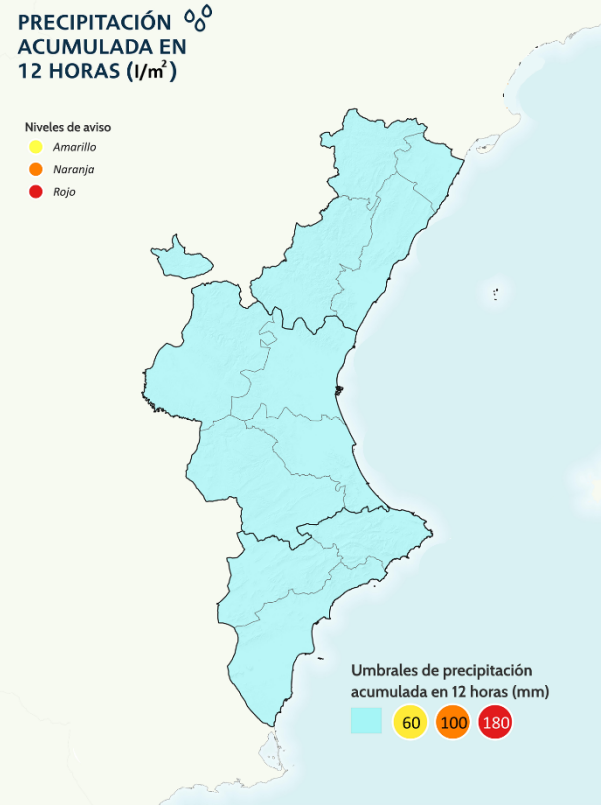 PRECIPITACIÓN
ACUMULADA EN
12 HORAS (l/m²)
Niveles de aviso
Amarillo
Naranja
Rojo
Umbrales de precipitación
acumulada en 12 horas (mm)
60 100 180